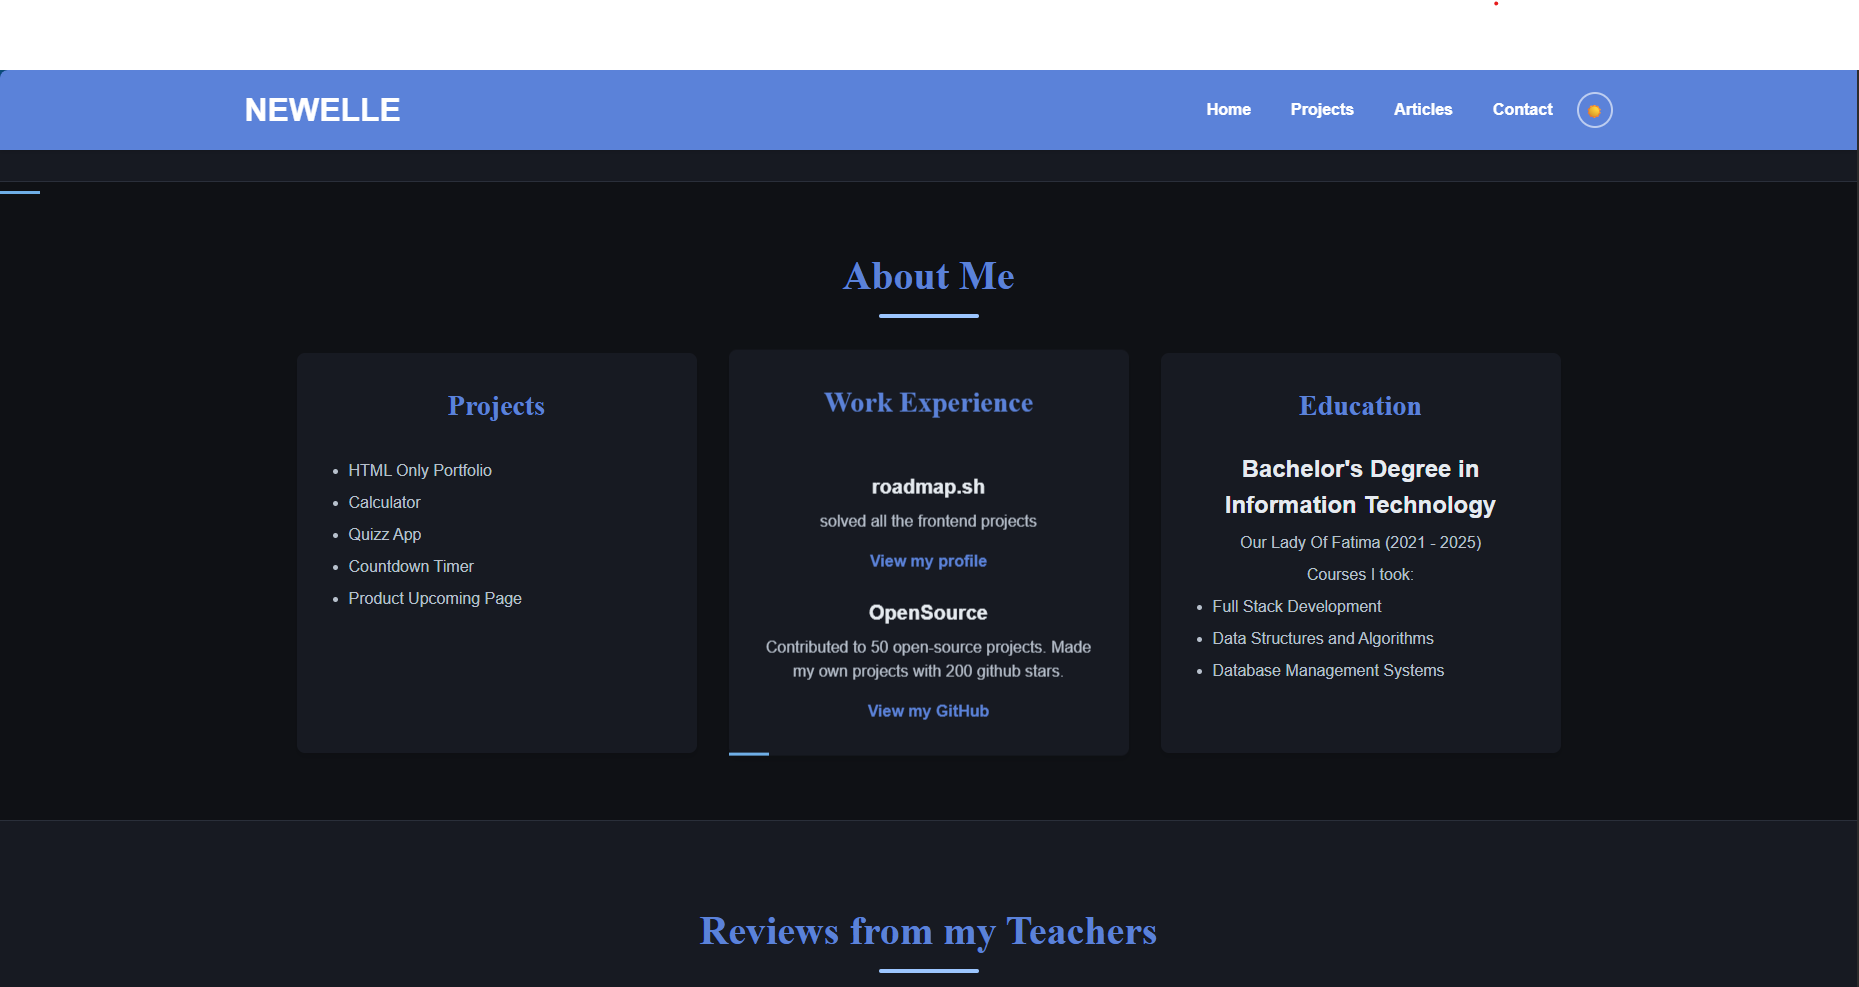 NEWELLE
Home
Projects
Articles
Contact
About Me
Projects
HTML Only Portfolio
Calculator
Quizz App
Countdown Timer
Product Upcoming Page
Work Experience
roadmap.sh
solved all the frontend projects
View my profile
OpenSource
Contributed to 50 open-source projects. Made
my own projects with 200 github stars.
View my GitHub
Education
Bachelor's Degree in
Information Technology
Our Lady Of Fatima (2021 - 2025)
Courses I took:
Full Stack Development
Data Structures and Algorithms
Database Management Systems
Reviews from my Teachers